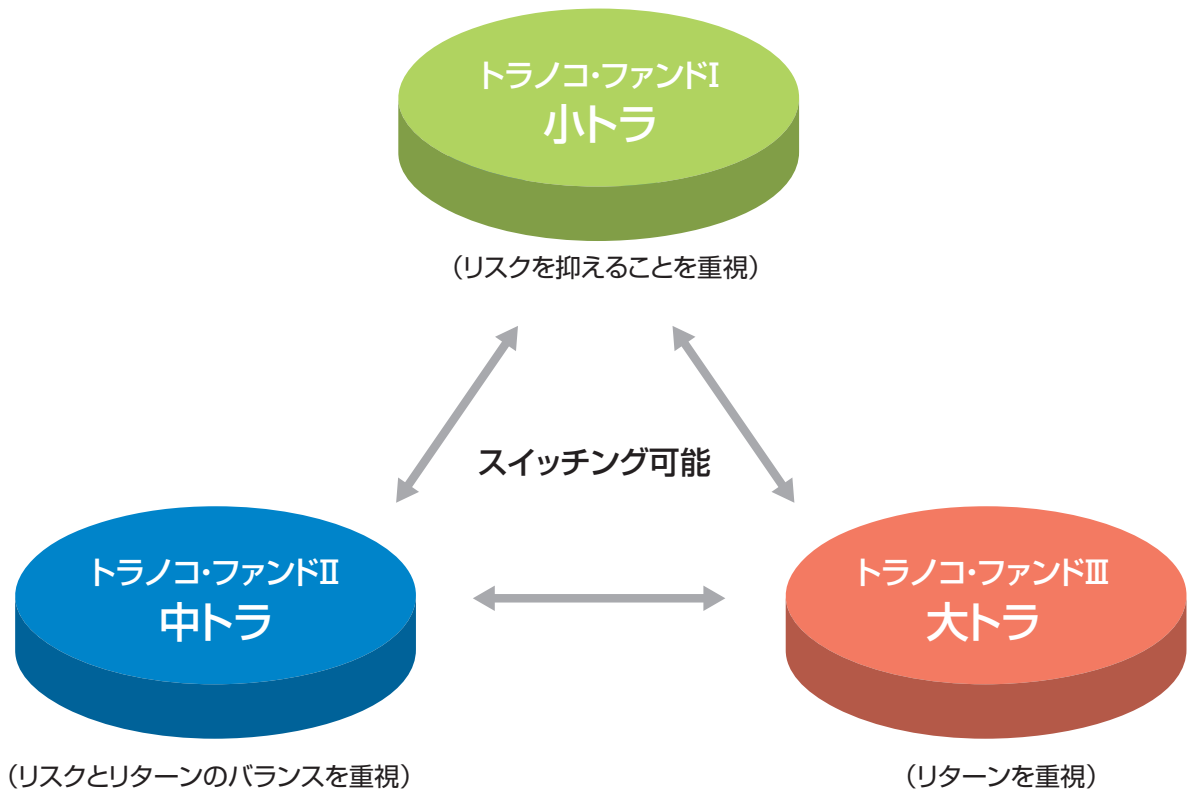 トラノコ・ファンドⅠ
小トラ
（リスクを抑えることを重視）
スイッチング可能
トラノコ・ファンドⅡ
中トラ
（リスクとリターンのバランスを重視）
トラノコ・ファンドⅢ
大トラ
（リターンを重視）